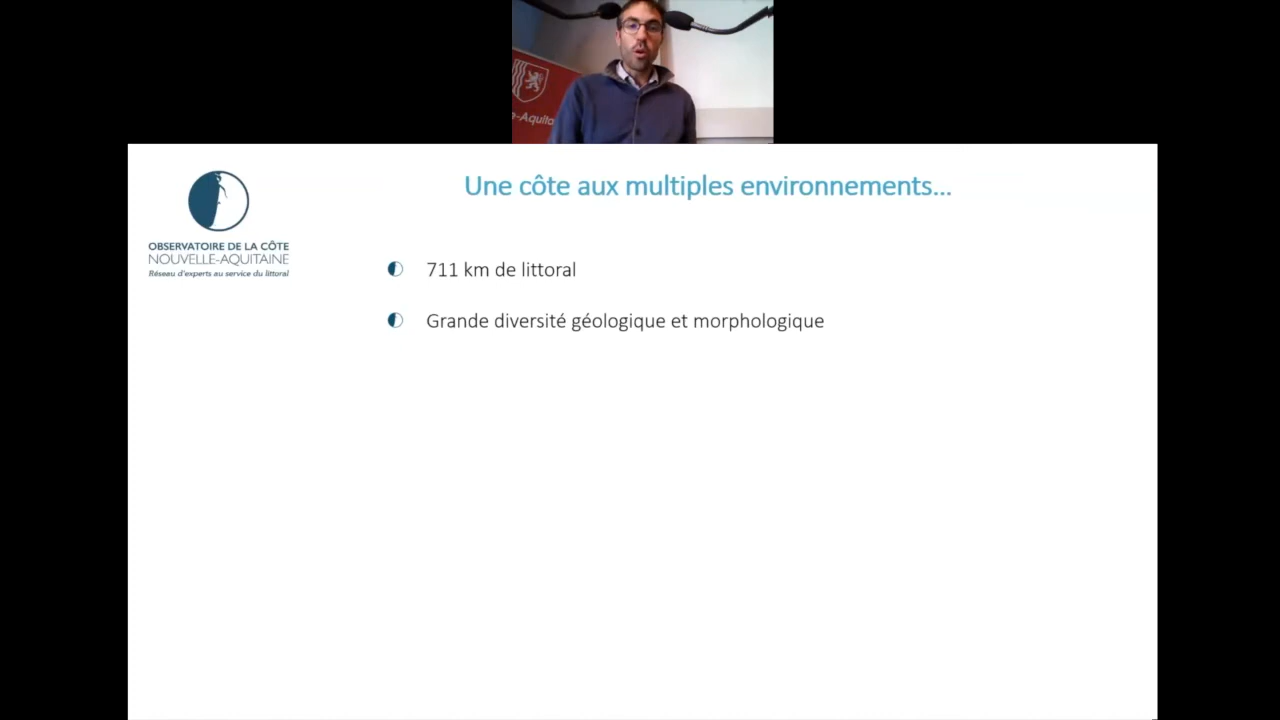 e-Aquita
Une côte aux multiples environnements...
OBSERVATOIRE DE LA CÔTE
NOUVELLE-AQUITAINE
Réseau d'experts au service du littoral
711 km de littoral
Grande diversité géologique et morphologique